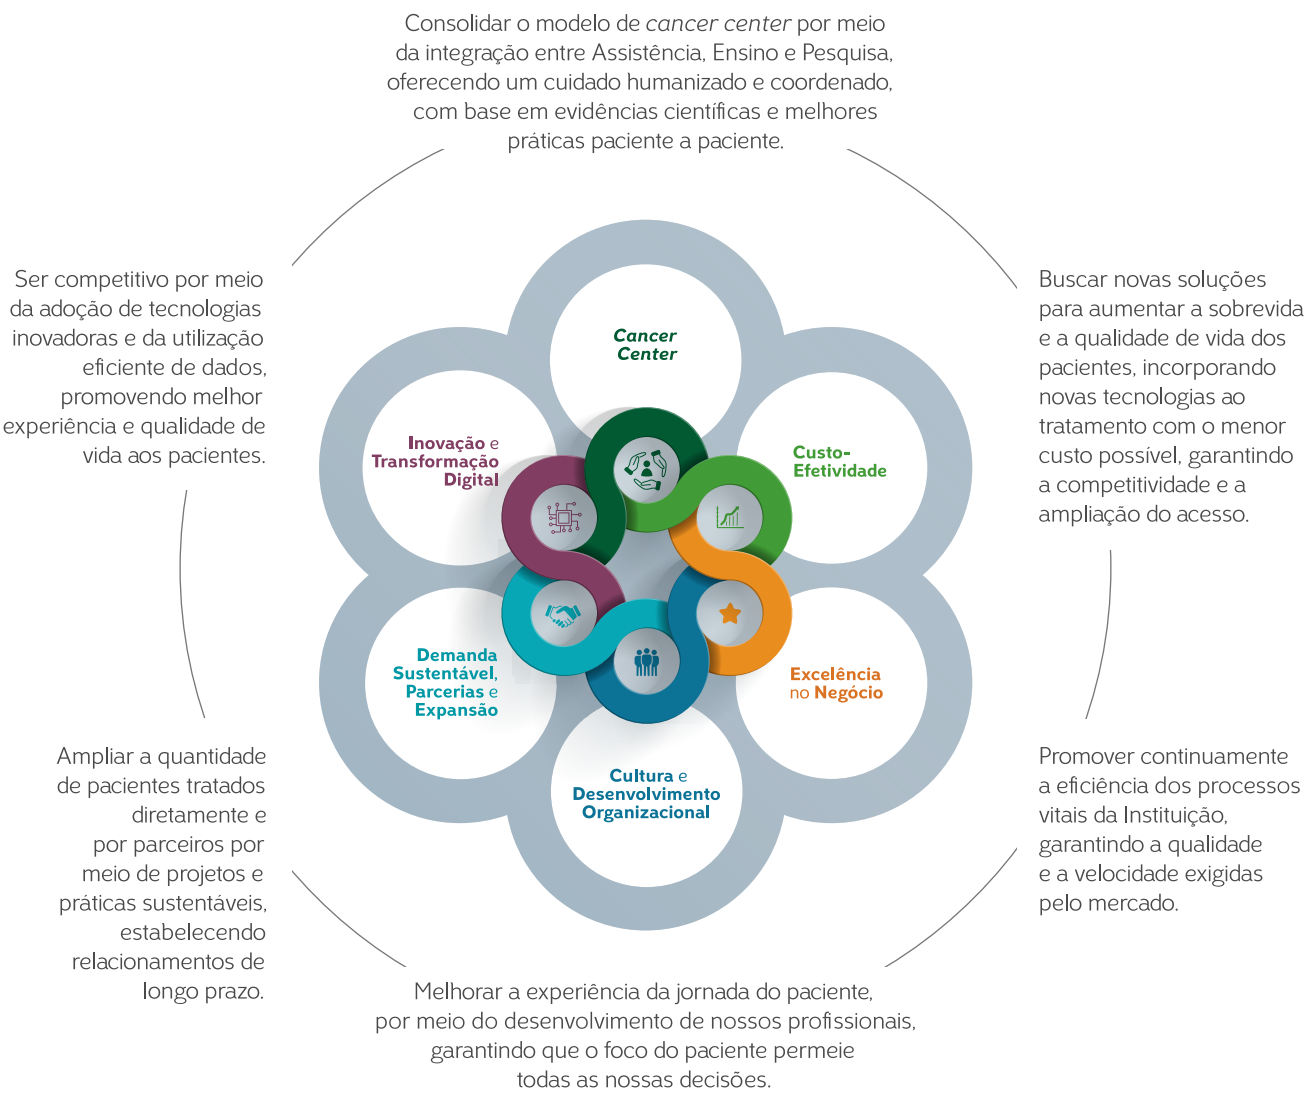 Consolidar o modelo de cancer center por meio
da integração entre Assistência, Ensino e Pesquisa,
oferecendo um cuidado humanizado e coordenado,
com base em evidências científicas e melhores
práticas paciente a paciente.
Ser competitivo por meio
da adoção de tecnologias
inovadoras e da utilização
eficiente de dados,
promovendo melhor
experiência e qualidade de
vida aos pacientes.
Buscar novas soluções
para aumentar a sobrevida
e a qualidade de vida dos
pacientes, incorporando
novas tecnologias ao
tratamento com o menor
custo possível, garantindo
a competitividade e a
ampliação do acesso.
Cancer
Center
Inovação e
Transformação
Digital
Custo-
Efetividade
Demanda
Sustentável,
Parcerias e
Expansão
Excelência
no Negócio
Cultura e
Desenvolvimento
Organizacional
Ampliar a quantidade
de pacientes tratados
diretamente e
por parceiros por
meio de projetos e
práticas sustentáveis,
estabelecendo
relacionamentos de
longo prazo.
Promover continuamente
a eficiência dos processos
vitais da Instituição,
garantindo a qualidade
e a velocidade exigidas
pelo mercado.
Melhorar a experiência da jornada do paciente,
por meio do desenvolvimento de nossos profissionais,
garantindo que o foco do paciente permeie
todas as nossas decisões.